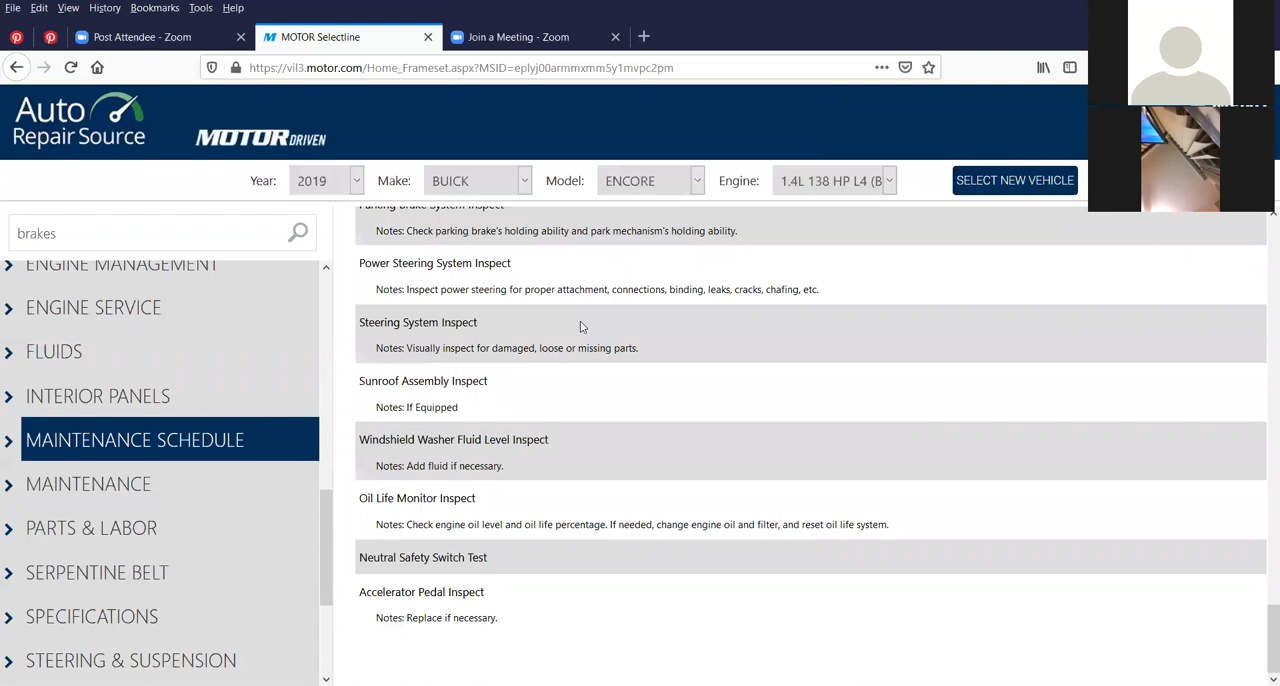 File Edit View History Bookmarks Tools Help
Post Attendee - Zoom
MOTOR Selectline
Join a Meeting - Zoom
https://vil3.motor.com/Home_Frameset.aspx?MSID=eplyj00armmxmm5y1mvpc2pm
Auto
Repair Source
MOTOR DRIVEN
Year: 2019 Make: BUICK Model: ENCORE Engine: 1.4L 138 HP L4 (B SELECT NEW VEHICLE
brakes
ENGINE MANAGEMENT
ENGINE SERVICE
FLUIDS
INTERIOR PANELS
MAINTENANCE SCHEDULE
MAINTENANCE
PARTS & LABOR
SERPENTINE BELT
SPECIFICATIONS
STEERING & SUSPENSION
Parking Brake System Inspect
Notes: Check parking brake's holding ability and park mechanism's holding ability.
Power Steering System Inspect
Notes: Inspect power steering for proper attachment, connections, binding, leaks, cracks, chafing, etc.
Steering System Inspect
Notes: Visually inspect for damaged, loose or missing parts.
Sunroof Assembly Inspect
Notes: If Equipped
Windshield Washer Fluid Level Inspect
Notes: Add fluid if necessary.
Oil Life Monitor Inspect
Notes: Check engine oil level and oil life percentage. If needed, change engine oil and filter, and reset oil life system.
Neutral Safety Switch Test
Accelerator Pedal Inspect
Notes: Replace if necessary.